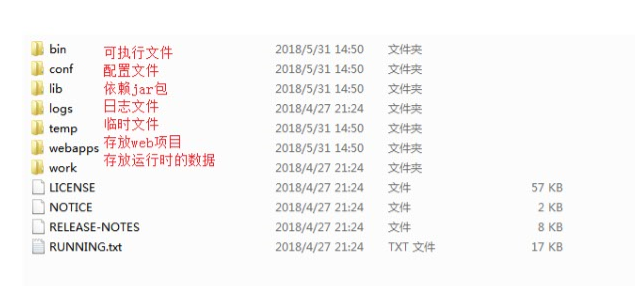 bin 可执行文件 2018/5/31 14:50 文件夹
conf 配置文件 2018/5/31 14:50 文件夹
lib 依赖jar包 2018/5/31 14:50 文件夹
logs 日志文件 2018/4/27 21:24 文件夹
temp 临时文件 2018/5/31 14:50 文件夹
webapps 存放web项目 2018/5/31 14:50 文件夹
work 存放运行时的数据 2018/4/27 21:24 文件夹
LICENSE 2018/4/27 21:24 文件 57 KB
NOTICE 2018/4/27 21:24 文件 2 KB
RELEASE-NOTES 2018/4/27 21:24 文件 8 KB
RUNNING.txt 2018/4/27 21:24 TXT 文件 17 KB